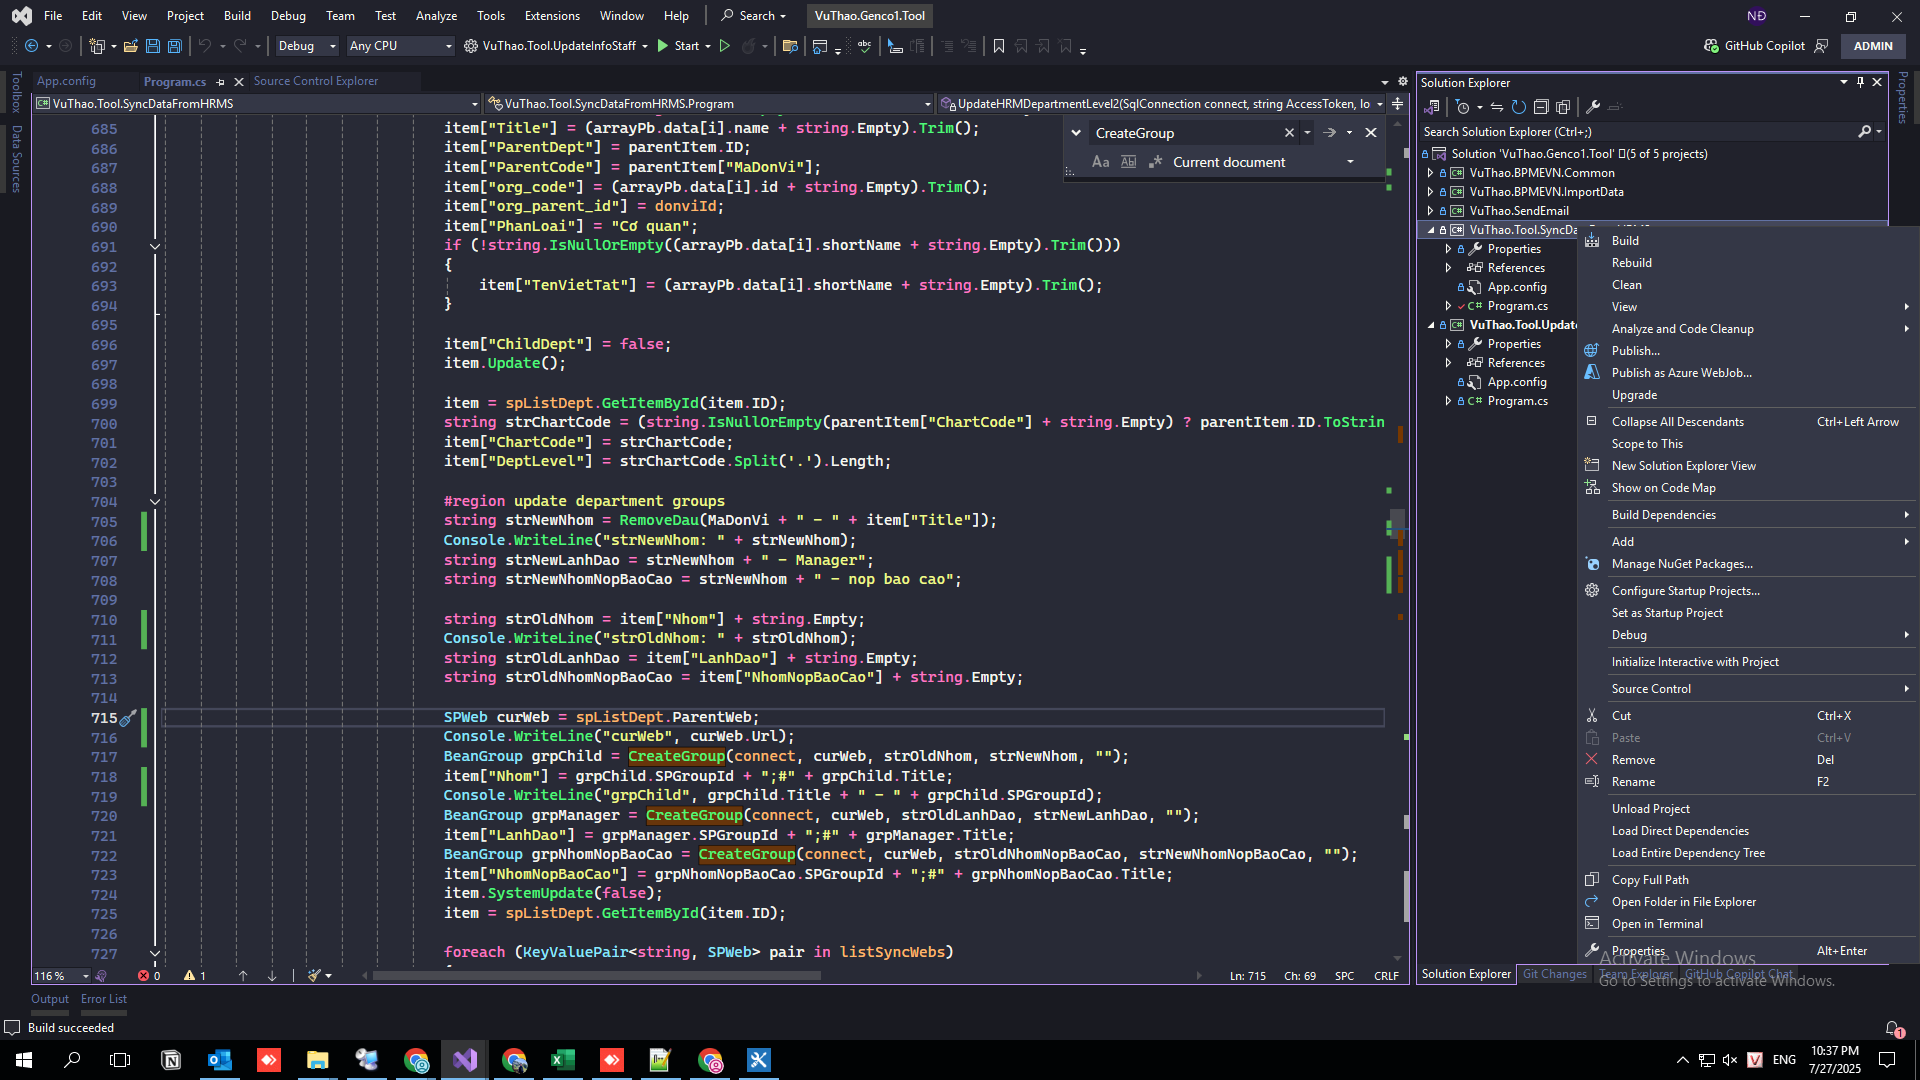 File Edit View Project Build Debug Team Test Analyze Tools Extensions Window Help Search VuThao.Genco1.Tool NĐ
Debug Any CPU VuThao.Tool.UpdateInfoStaff Start GitHub Copilot ADMIN
Toolbox
Data Sources
App.config Program.cs Source Control Explorer
VuThao.Tool.SyncDataFromHRMS VuThao.Tool.SyncDataFromHRMS.Program UpdateHRMDepartmentLevel2(SqlConnection connect, string AccessToken, lo
CreateGroup
Aa Ab Current document
685 item["Title"] = (arrayPb.data[i].name + string.Empty).Trim();
686 item["ParentDept"] = parentItem.ID;
687 item["ParentCode"] = parentItem["MaDonVi"];
688 item["org_code"] = (arrayPb.data[i].id + string.Empty).Trim();
689 item["org_parent_id"] = donviId;
690 item["PhanLoai"] = "Cơ quan";
691 if (!string.IsNullOrEmpty((arrayPb.data[i].shortName + string.Empty).Trim()))
692 {
693 item["TenVietTat"] = (arrayPb.data[i].shortName + string.Empty).Trim();
694 }
695
696 item["ChildDept"] = false;
697 item.Update();
698
699 item = spListDept.GetItemById(item.ID);
700 string strChartCode = (string.IsNullOrEmpty(parentItem["ChartCode"] + string.Empty) ? parentItem.ID.ToStrin
701 item["ChartCode"] = strChartCode;
702 item["DeptLevel"] = strChartCode.Split('.').Length;
703
704 #region update department groups
705 string strNewNhom = RemoveDau(MaDonVi + " - " + item["Title"]);
706 Console.WriteLine("strNewNhom: " + strNewNhom);
707 string strNewLanhDao = strNewNhom + " - Manager";
708 string strNewNhomNopBaoCao = strNewNhom + " - nop bao cao";
709
710 string strOldNhom = item["Nhom"] + string.Empty;
711 Console.WriteLine("strOldNhom: " + strOldNhom);
712 string strOldLanhDao = item["LanhDao"] + string.Empty;
713 string strOldNhomNopBaoCao = item["NhomNopBaoCao"] + string.Empty;
714
715 SPWeb curWeb = spListDept.ParentWeb;
716 Console.WriteLine("curWeb", curWeb.Url);
717 BeanGroup grpChild = CreateGroup(connect, curWeb, strOldNhom, strNewNhom, "");
718 item["Nhom"] = grpChild.SPGroupId + ";#" + grpChild.Title;
719 Console.WriteLine("grpChild", grpChild.Title + " - " + grpChild.SPGroupId);
720 BeanGroup grpManager = CreateGroup(connect, curWeb, strOldLanhDao, strNewLanhDao, "");
721 item["LanhDao"] = grpManager.SPGroupId + ";#" + grpManager.Title;
722 BeanGroup grpNhomNopBaoCao = CreateGroup(connect, curWeb, strOldNhomNopBaoCao, strNewNhomNopBaoCao, "");
723 item["NhomNopBaoCao"] = grpNhomNopBaoCao.SPGroupId + ";#" + grpNhomNopBaoCao.Title;
724 item.SystemUpdate(false);
725 item = spListDept.GetItemById(item.ID);
726
727 foreach (KeyValuePair<string, SPWeb> pair in listSyncWebs)
116 % 0 1 Ln: 715 Ch: 69 SPC CRLF
Output Error List
Build succeeded
Solution Explorer
Search Solution Explorer (Ctrl+;)
Solution 'VuThao.Genco1.Tool' (5 of 5 projects)
VuThao.BPMEVN.Common
VuThao.BPMEVN.ImportData
VuThao.SendEmail
VuThao.Tool.SyncDa
Properties
References
App.config
C# Program.cs
VuThao.Tool.Update
Properties
References
App.config
C# Program.cs
Build
Rebuild
Clean
View
Analyze and Code Cleanup
Publish...
Publish as Azure WebJob...
Upgrade
Collapse All Descendants Ctrl+Left Arrow
Scope to This
New Solution Explorer View
Show on Code Map
Build Dependencies
Add
Manage NuGet Packages...
Configure Startup Projects...
Set as Startup Project
Debug
Initialize Interactive with Project
Source Control
Cut Ctrl+X
Paste Ctrl+V
Remove Del
Rename F2
Unload Project
Load Direct Dependencies
Load Entire Dependency Tree
Copy Full Path
Open Folder in File Explorer
Open in Terminal
Properties Alt+Enter
Activate Windows
Go to Settings to activate Windows.
Solution Explorer Git Changes Team Explorer GitHub Copilot Chat
Properties
1
ENG
10:37 PM
7/27/2025